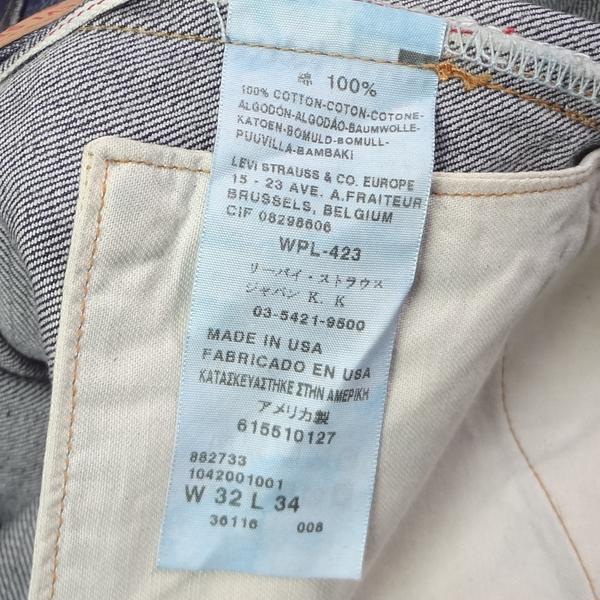 綿 100%
100% COTTON-COTON-COTONE-
ALGODÓN-ALGODÃO-BAUMWOLLE-
KATOEN-BOMULD-BOMULL-
PUUVILLA-BAMBAKI
LEVI STRAUSS & CO. EUROPE
15 - 23 AVE. A.FRAITEUR
BRUSSELS, BELGIUM
CIF 08298606
WPL-423
リーバイ・ストラウス
ジャパン K. K
03-5421-9500
MADE IN USA
FABRICADO EN USA
ΚΑΤΑΣΚΕΥΑΣΤΗΚΕ ΣΤΗΝ ΑΜΕΡΙΚΗ
アメリカ製
615510127
882733
1042001001
W 32 L 34
36116 008